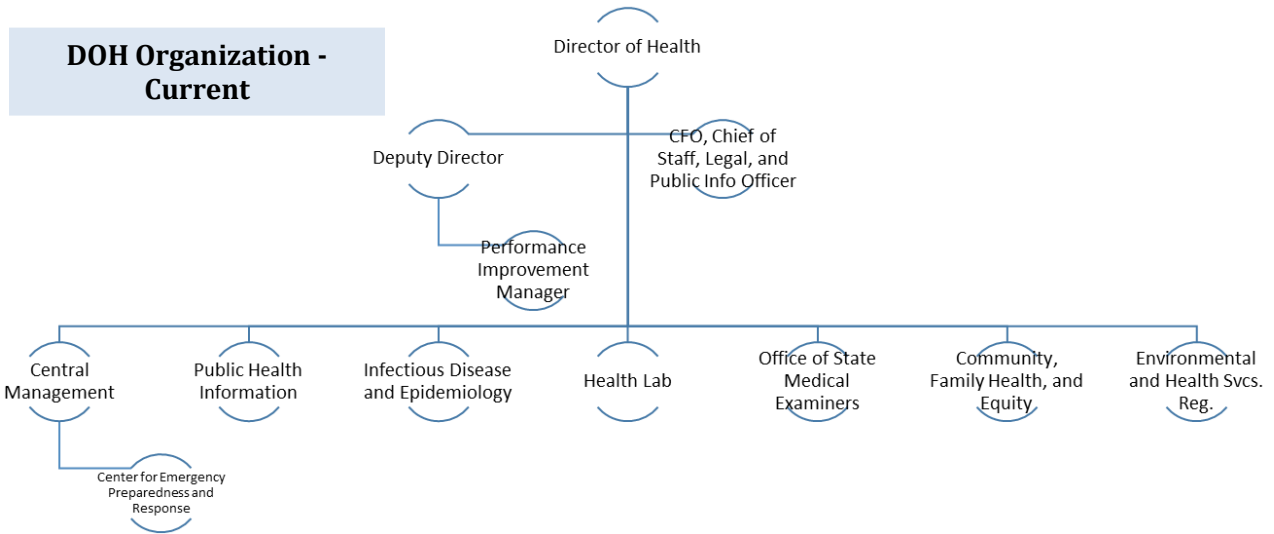 DOH Organization -
Current
Director of Health
Deputy Director
CFO, Chief of
Staff, Legal, and
Public Info Officer
Performance
Improvement
Manager
Central
Management
Public Health
Information
Infectious Disease
and Epidemiology
Health Lab
Office of State
Medical
Examiners
Community,
Family Health, and
Equity
Environmental
and Health Svcs.
Reg.
Center for Emergency
Preparedness and
Response